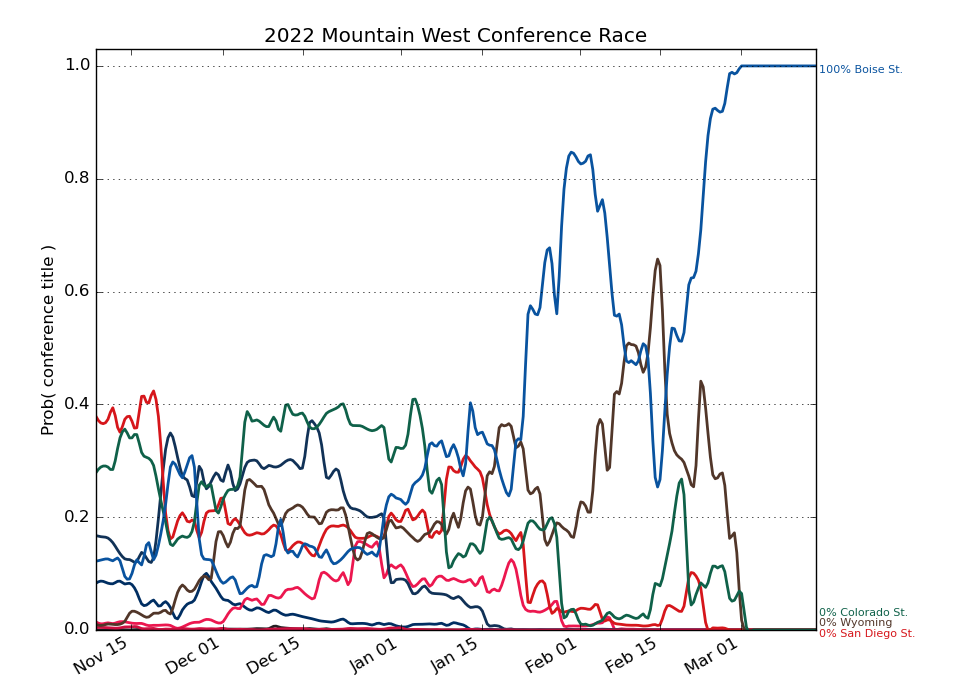 2022 Mountain West Conference Race
Prob( conference title )
1.0
0.8
0.6
0.4
0.2
0.0
Nov 15
Dec 01
Dec 15
Jan 01
Jan 15
Feb 01
Feb 15
Mar 01
100% Boise St.
0% Colorado St.
0% Wyoming
0% San Diego St.